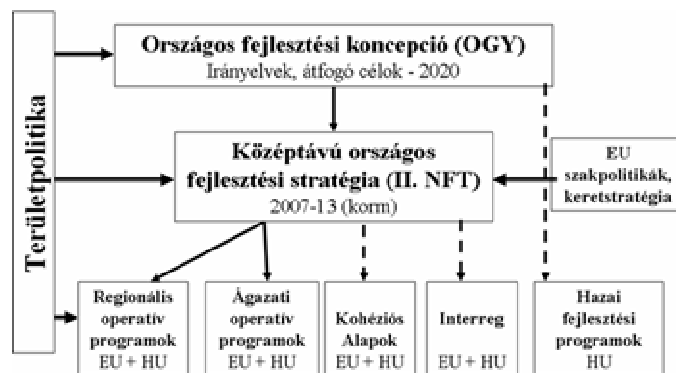 Területpolitika
Országos fejlesztési koncepció (OGY)
Irányelvek, átfogó célok - 2020
Középtávú országos
fejlesztési stratégia (II. NFT)
2007-13 (korm)
EU
szakpolitikák,
keretstratégia
Regionális
operatív
programok
EU + HU
Ágazati
operatív
programok
EU + HU
Kohéziós
Alapok
EU + HU
Interreg
EU + HU
Hazai
fejlesztési
programok
HU